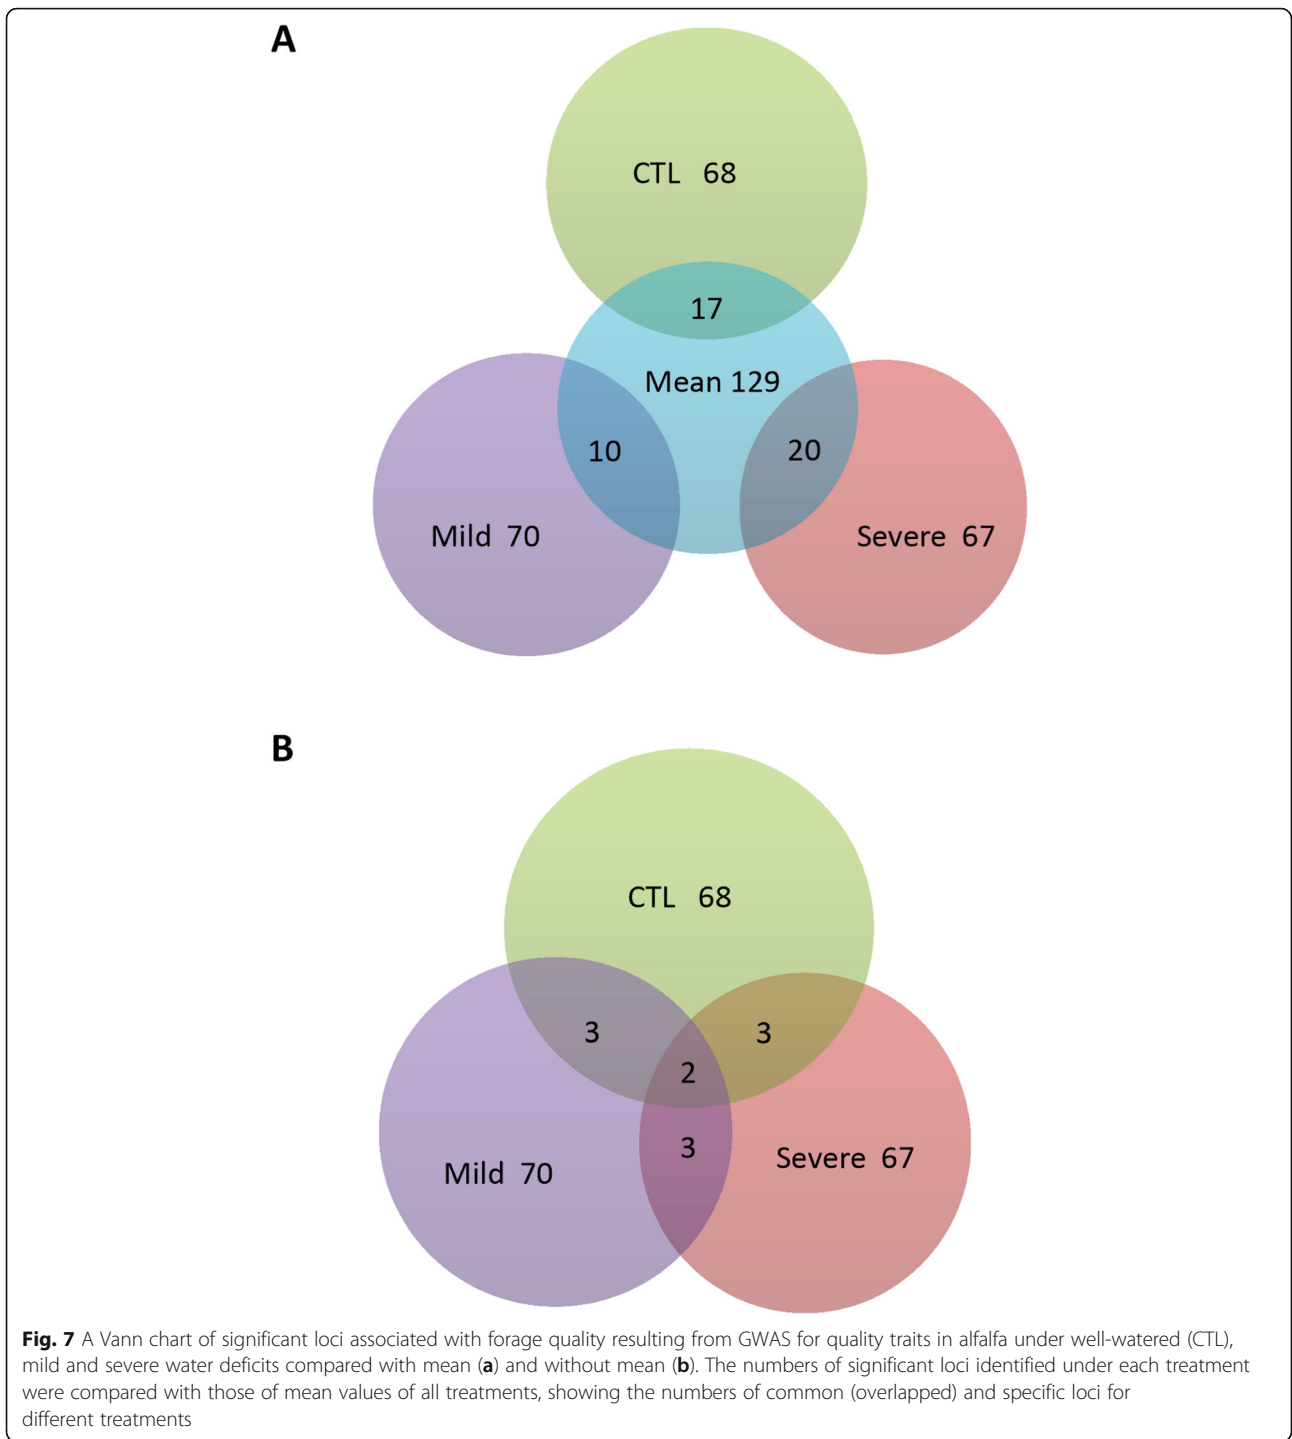 A
CTL 68
17
Mean 129
10
20
Mild 70
Severe 67
B
CTL 68
3
3
2
3
Severe 67
Mild 70
Fig. 7 A Vann chart of significant loci associated with forage quality resulting from GWAS for quality traits in alfalfa under well-watered (CTL),
mild and severe water deficits compared with mean (a) and without mean (b). The numbers of significant loci identified under each treatment
were compared with those of mean values of all treatments, showing the numbers of common (overlapped) and specific loci for
different treatments